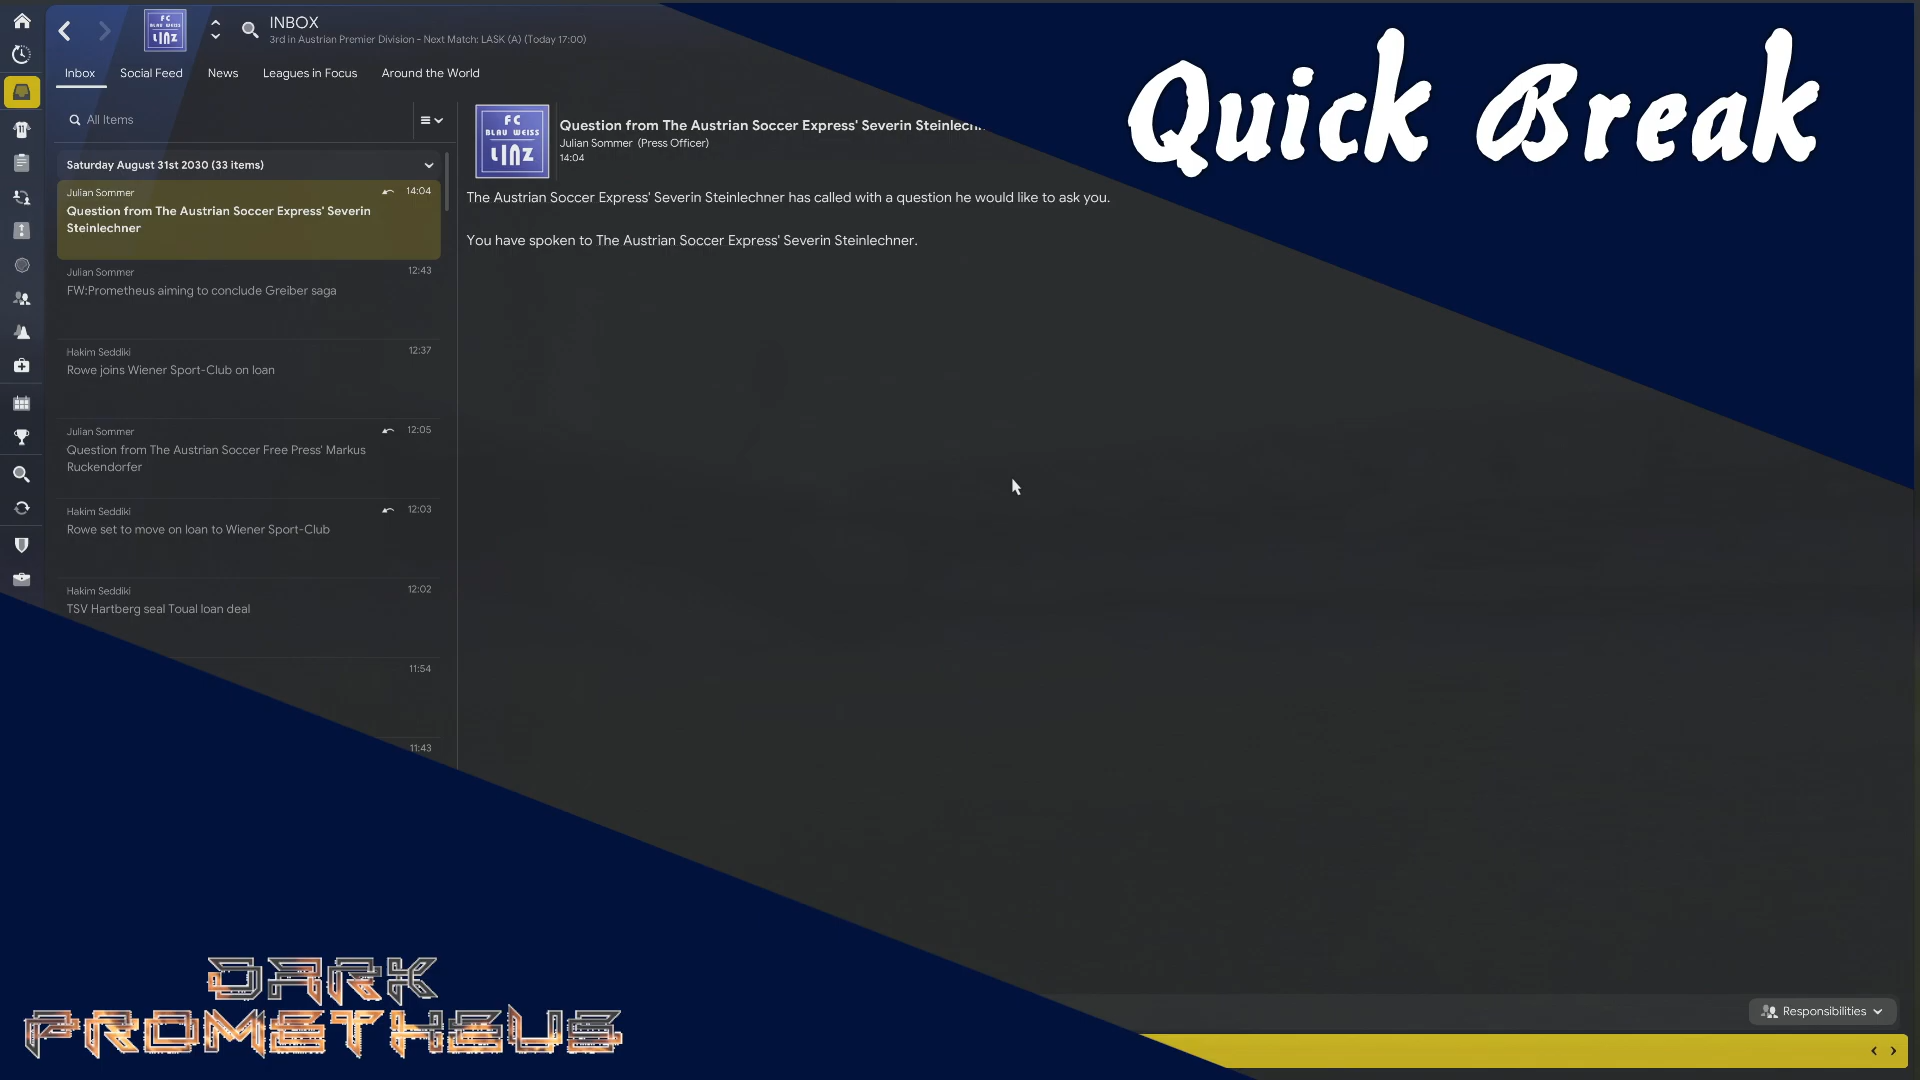 INBOX
3rd in Austrian Premier Division - Next Match: LASK (A) (Today 17:00)
Quick Break
FC
BLAU WEISS
LINZ
Inbox
Social Feed
News
Leagues in Focus
Around the World
All Items
Saturday August 31st 2030 (33 items)
Julian Sommer
14:04
Question from The Austrian Soccer Express' Severin
Steinlechner
Julian Sommer
12:43
FW:Prometheus aiming to conclude Greiber saga
Hakim Seddiki
12:37
Rowe joins Wiener Sport-Club on loan
Julian Sommer
12:05
Question from The Austrian Soccer Free Press' Markus
Ruckendorfer
Hakim Seddiki
12:03
Rowe set to move on loan to Wiener Sport-Club
Hakim Seddiki
12:02
TSV Hartberg seal Toual loan deal
11:54
11:43
FC
BLAU WEISS
LINZ
Question from The Austrian Soccer Express' Severin
Julian Sommer (Press Officer)
14:04
The Austrian Soccer Express' Severin Steinlechner has called with a question he would like to ask you.
You have spoken to The Austrian Soccer Express' Severin Steinlechner.
Responsibilities
DARK
PROMETHEUS